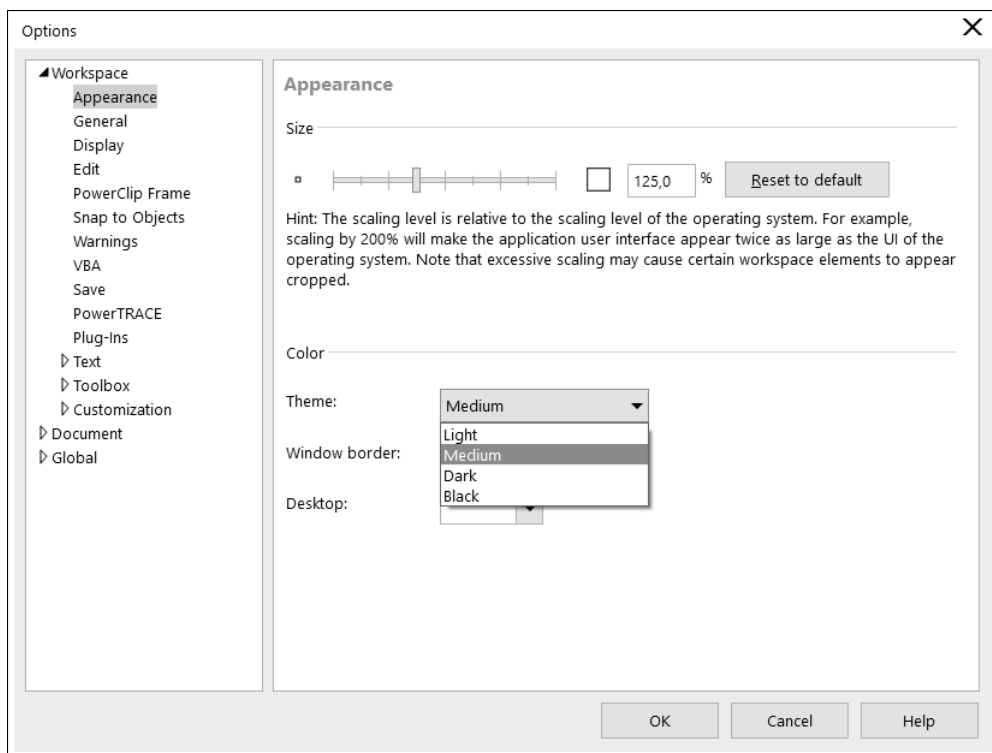 Options
Workspace
Appearance
General
Display
Edit
PowerClip Frame
Snap to Objects
Warnings
VBA
Save
PowerTRACE
Plug-Ins
Text
Toolbox
Customization
Document
Global
Appearance
Size
125,0 % Reset to default
Hint: The scaling level is relative to the scaling level of the operating system. For example,
scaling by 200% will make the application user interface appear twice as large as the UI of the
operating system. Note that excessive scaling may cause certain workspace elements to appear
cropped.
Color
Theme: Medium
Light
Window border: Medium
Dark
Black
Desktop:
OK Cancel Help